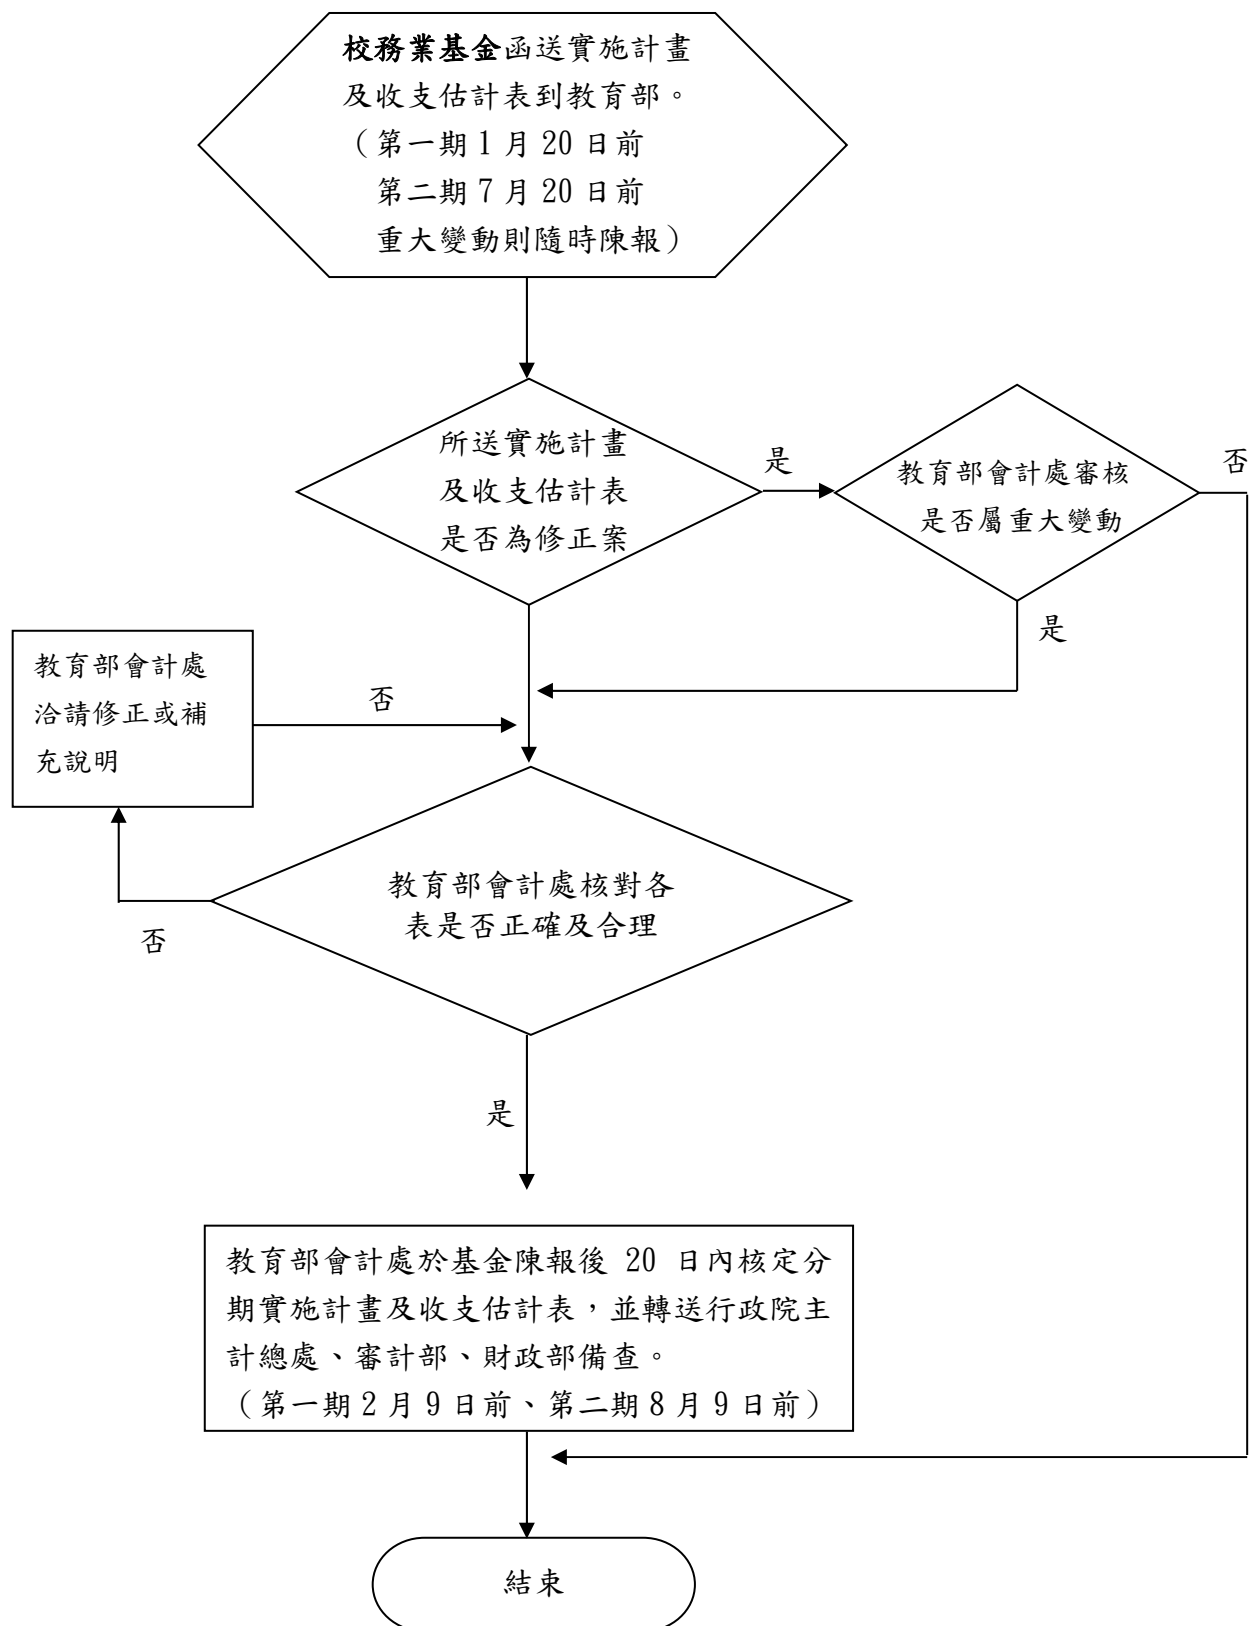 校務業基金函送實施計畫
及收支估計表到教育部。
（第一期1月20日前
第二期7月20日前
重大變動則隨時陳報）
所送實施計畫
及收支估計表
是否為修正案
是
教育部會計處審核
是否屬重大變動
否
是
教育部會計處
洽請修正或補
充說明
否
教育部會計處核對各
表是否正確及合理
否
是
教育部會計處於基金陳報後 20 日內核定分
期實施計畫及收支估計表，並轉送行政院主
計總處、審計部、財政部備查。
（第一期2月9日前、第二期8月9日前）
結束